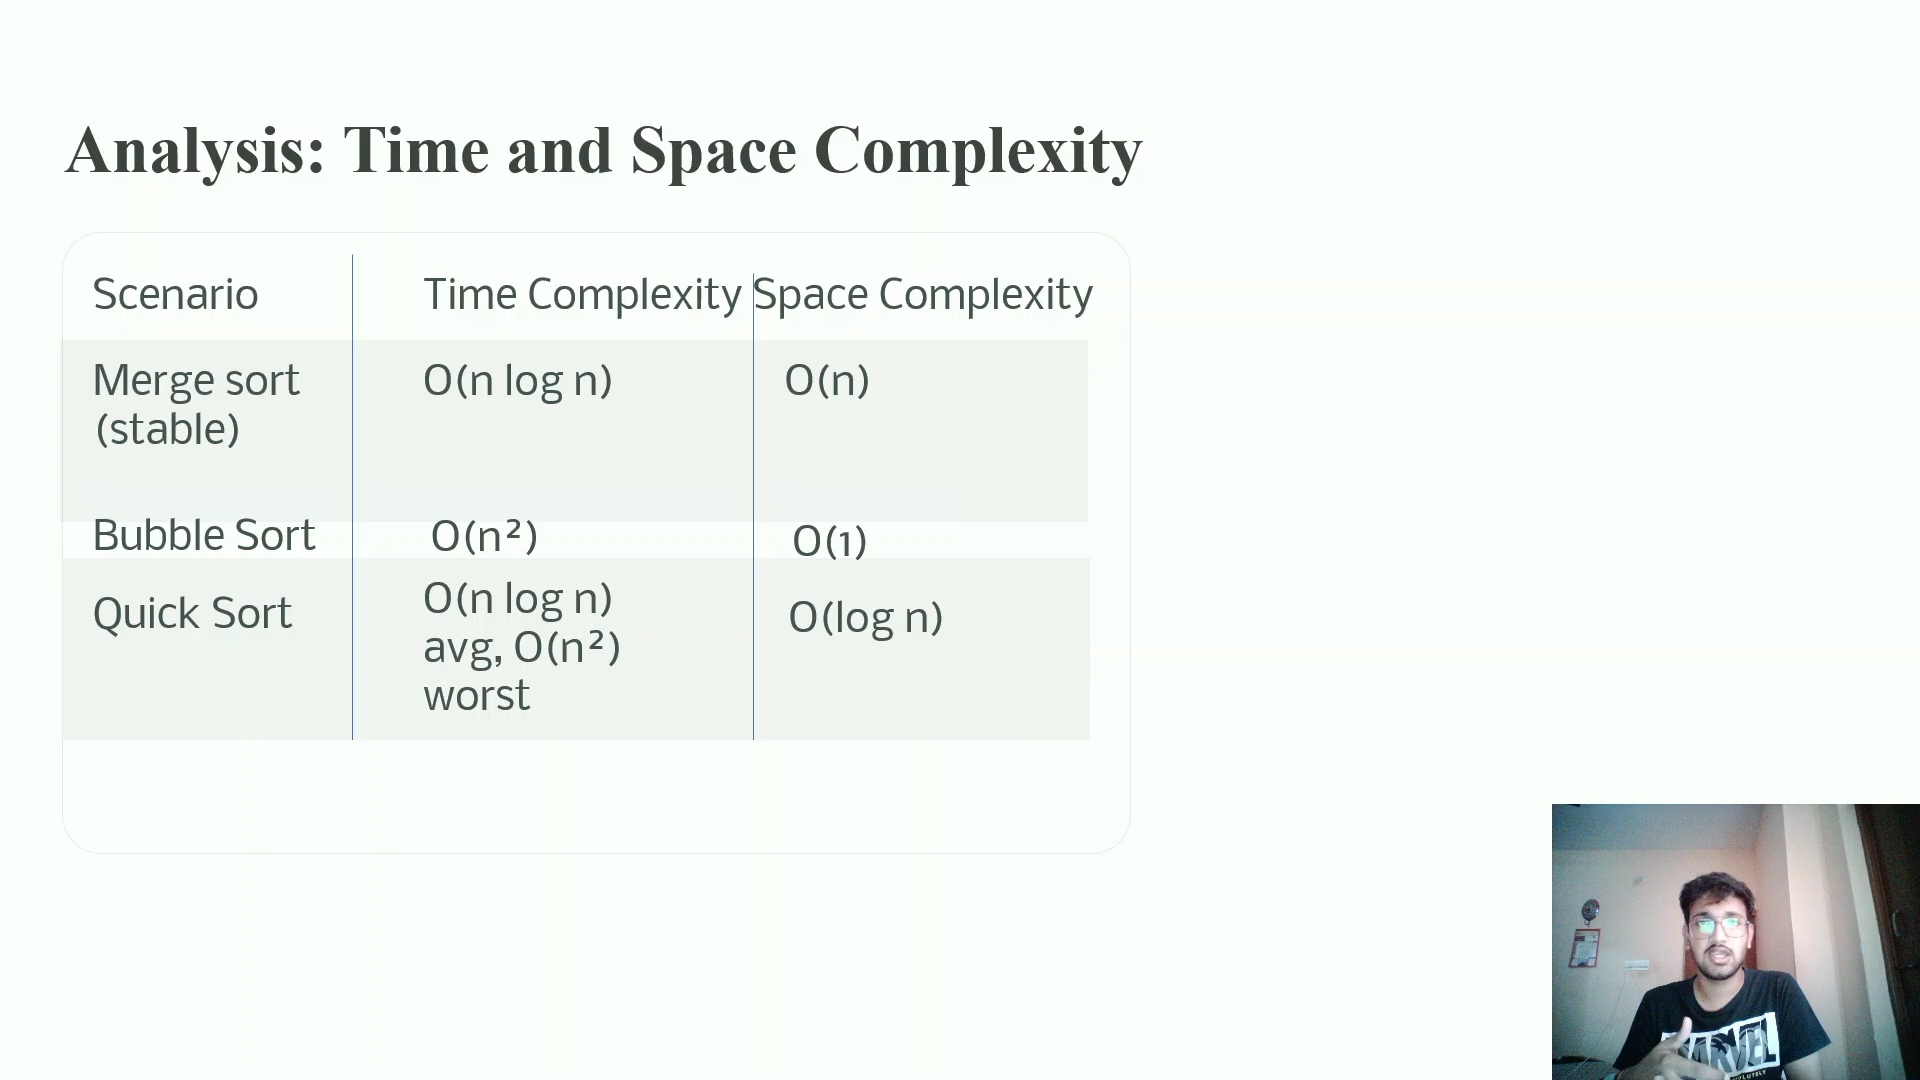 Analysis: Time and Space Complexity
Scenario
Time Complexity
Space Complexity
Merge sort
(stable)
O(n log n)
O(n)
Bubble Sort
O(n²)
O(1)
Quick Sort
O(n log n)
avg, O(n²)
worst
O(log n)
MARVEL